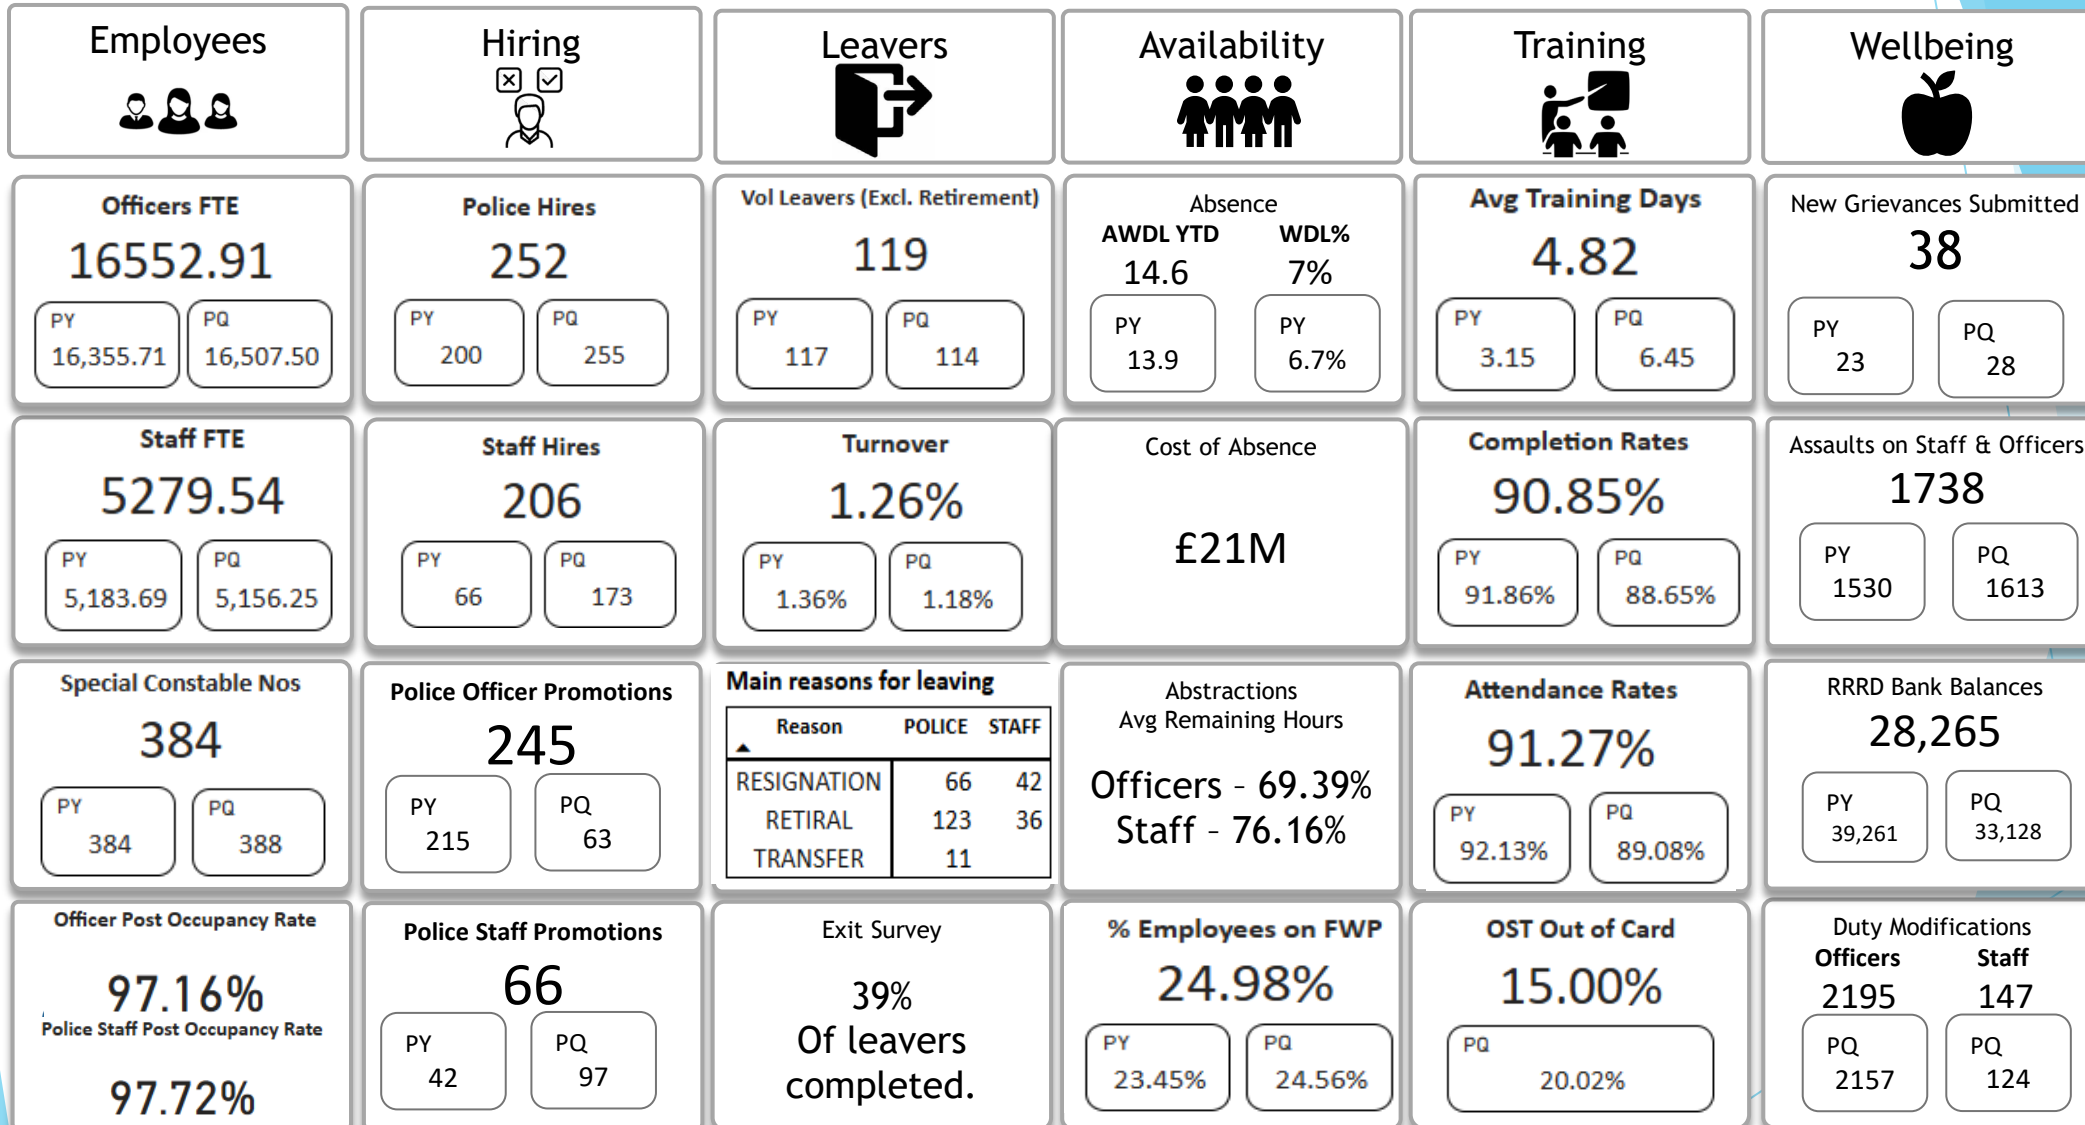 Employees
Hiring
Leavers
Availability
Training
Wellbeing
Officers FTE
16552.91
PY
16,355.71
PQ
16,507.50
Police Hires
252
PY
200
PQ
255
Vol Leavers (Excl. Retirement)
119
PY
117
PQ
114
Absence
AWDL YTD WDL%
14.6 7%
PY
13.9
PY
6.7%
Avg Training Days
4.82
PY
3.15
PQ
6.45
New Grievances Submitted
38
PY
23
PQ
28
Staff FTE
5279.54
PY
5,183.69
PQ
5,156.25
Staff Hires
206
PY
66
PQ
173
Turnover
1.26%
PY
1.36%
PQ
1.18%
Cost of Absence
£21M
Completion Rates
90.85%
PY
91.86%
PQ
88.65%
Assaults on Staff & Officers
1738
PY
1530
PQ
1613
Special Constable Nos
384
PY
384
PQ
388
Police Officer Promotions
245
PY
215
PQ
63
Main reasons for leaving
Reason POLICE STAFF
RESIGNATION 66 42
RETIRAL 123 36
TRANSFER 11
Abstractions
Avg Remaining Hours
Officers – 69.39%
Staff – 76.16%
Attendance Rates
91.27%
PY
92.13%
PQ
89.08%
RRRD Bank Balances
28,265
PY
39,261
PQ
33,128
Officer Post Occupancy Rate
97.16%
Police Staff Post Occupancy Rate
97.72%
Police Staff Promotions
66
PY
42
PQ
97
Exit Survey
39%
Of leavers
completed.
% Employees on FWP
24.98%
PY
23.45%
PQ
24.56%
OST Out of Card
15.00%
PQ
20.02%
Duty Modifications
Officers Staff
2195 147
PQ
2157
PQ
124